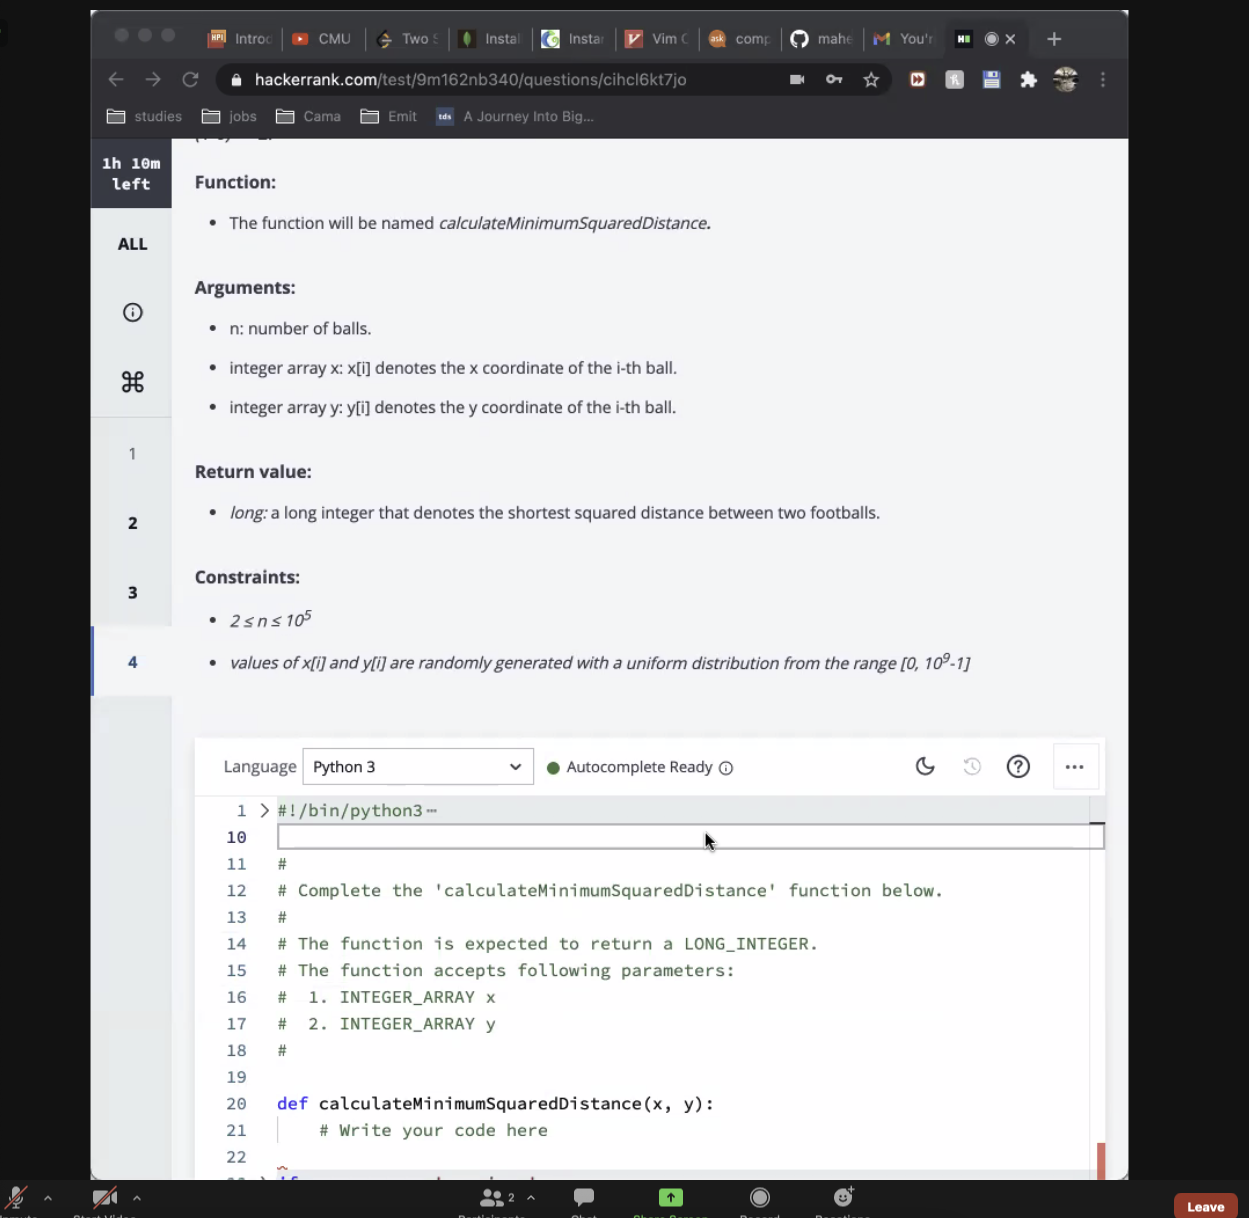 Introd
CMU
Two S
Instal
Instar
Vim C
comp
mahe
You'r
hackerrank.com/test/9m162nb340/questions/cihcl6kt7jo
studies
jobs
Cama
Emit
tds
A Journey Into Big...
1h 10m
left
Function:
• The function will be named calculateMinimumSquaredDistance.
ALL
Arguments:
• n: number of balls.
• integer array x: x[i] denotes the x coordinate of the i-th ball.
• integer array y: y[i] denotes the y coordinate of the i-th ball.
1
Return value:
• long: a long integer that denotes the shortest squared distance between two footballs.
2
Constraints:
3
• 2 ≤ n ≤ 10^5
4
• values of x[i] and y[i] are randomly generated with a uniform distribution from the range [0, 10^9-1]
Language
Python 3
Autocomplete Ready
1 #!/bin/python3
10
11 #
12 # Complete the 'calculateMinimumSquaredDistance' function below.
13 #
14 # The function is expected to return a LONG_INTEGER.
15 # The function accepts following parameters:
16 #  1. INTEGER_ARRAY x
17 #  2. INTEGER_ARRAY y
18 #
19
20 def calculateMinimumSquaredDistance(x, y):
21     # Write your code here
22
2
Leave